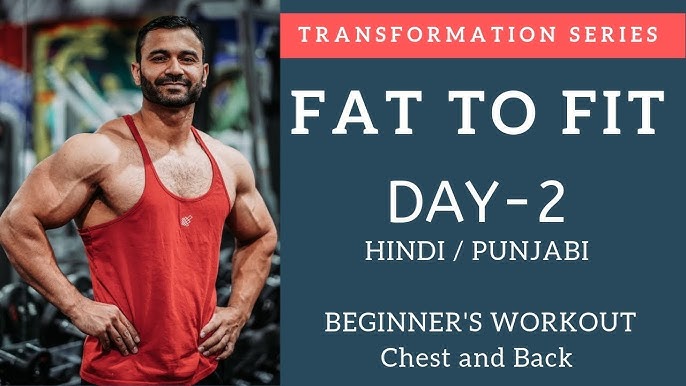 TRANSFORMATION SERIES
FAT TO FIT
DAY-2
HINDI / PUNJABI
BEGINNER'S WORKOUT
Chest and Back